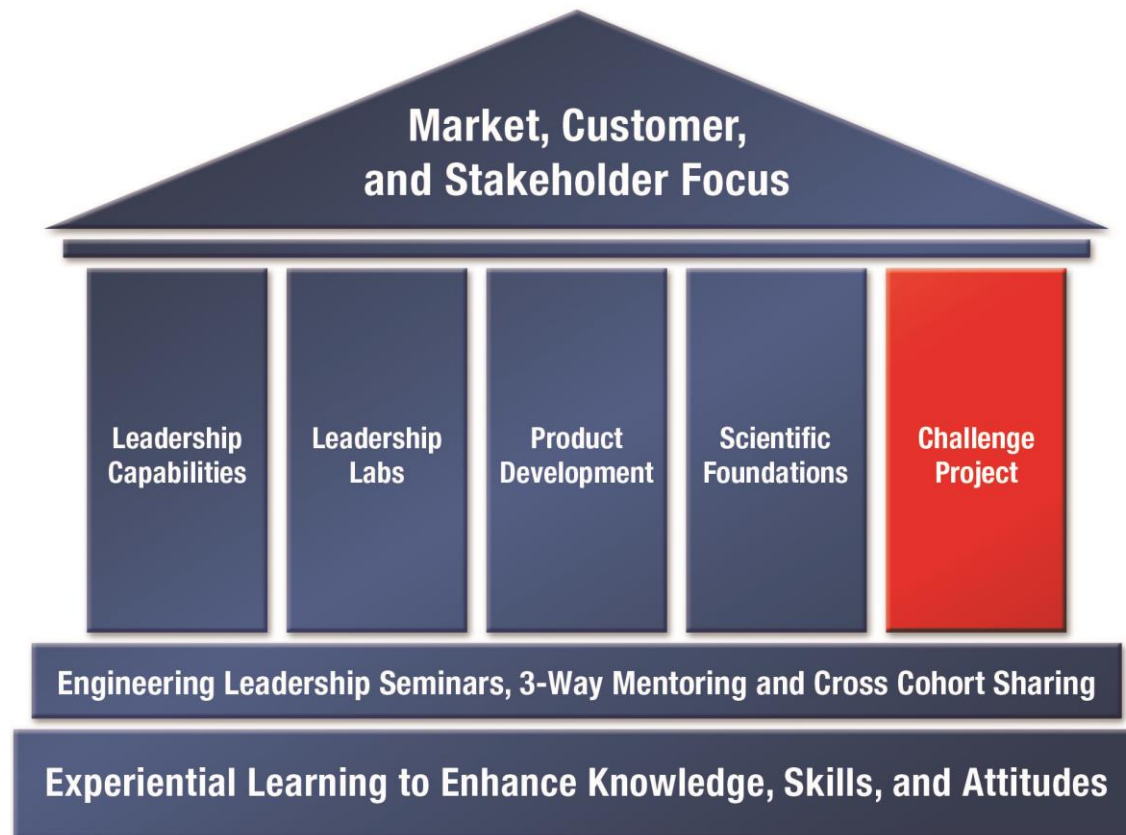 Market, Customer,
and Stakeholder Focus
Leadership
Capabilities
Leadership
Labs
Product
Development
Scientific
Foundations
Challenge
Project
Engineering Leadership Seminars, 3-Way Mentoring and Cross Cohort Sharing
Experiential Learning to Enhance Knowledge, Skills, and Attitudes